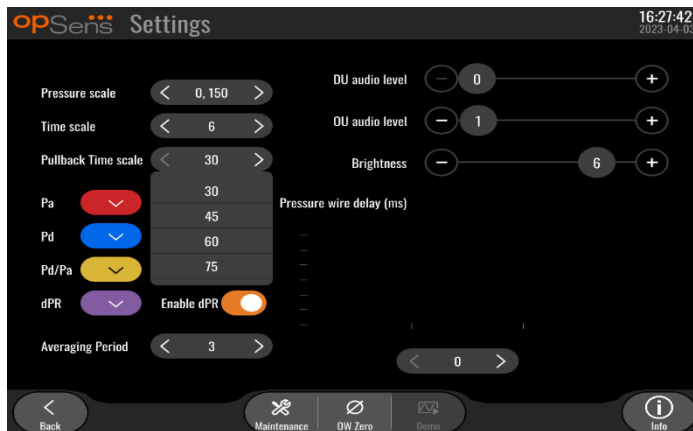 opSens Settings
16:27:42
2023-04-03
Pressure scale 0, 150
Time scale 6
Pullback Time scale 30
30
45
60
75
Pa
Pd
Pd/Pa
dPR Enable dPR
Averaging Period 3
DU audio level 0
OU audio level 1
Brightness 6
Pressure wire delay (ms)
0
Back
Maintenance
OW Zero
Demo
Info